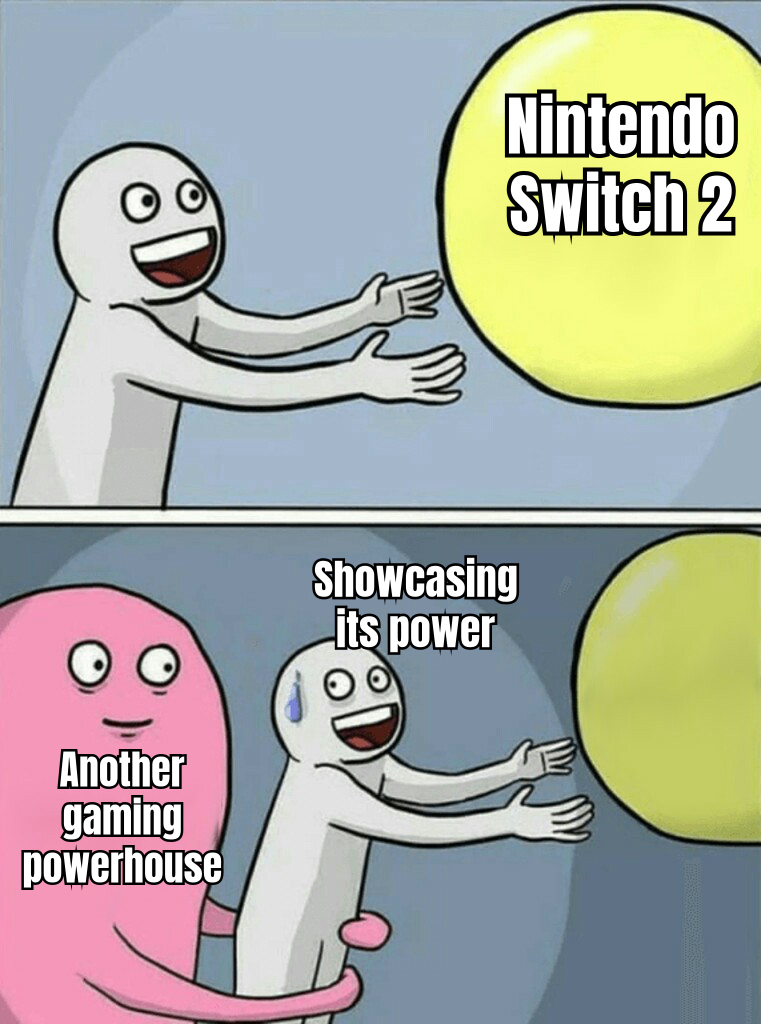 Nintendo
Switch 2
Showcasing
its power
Another
gaming
powerhouse